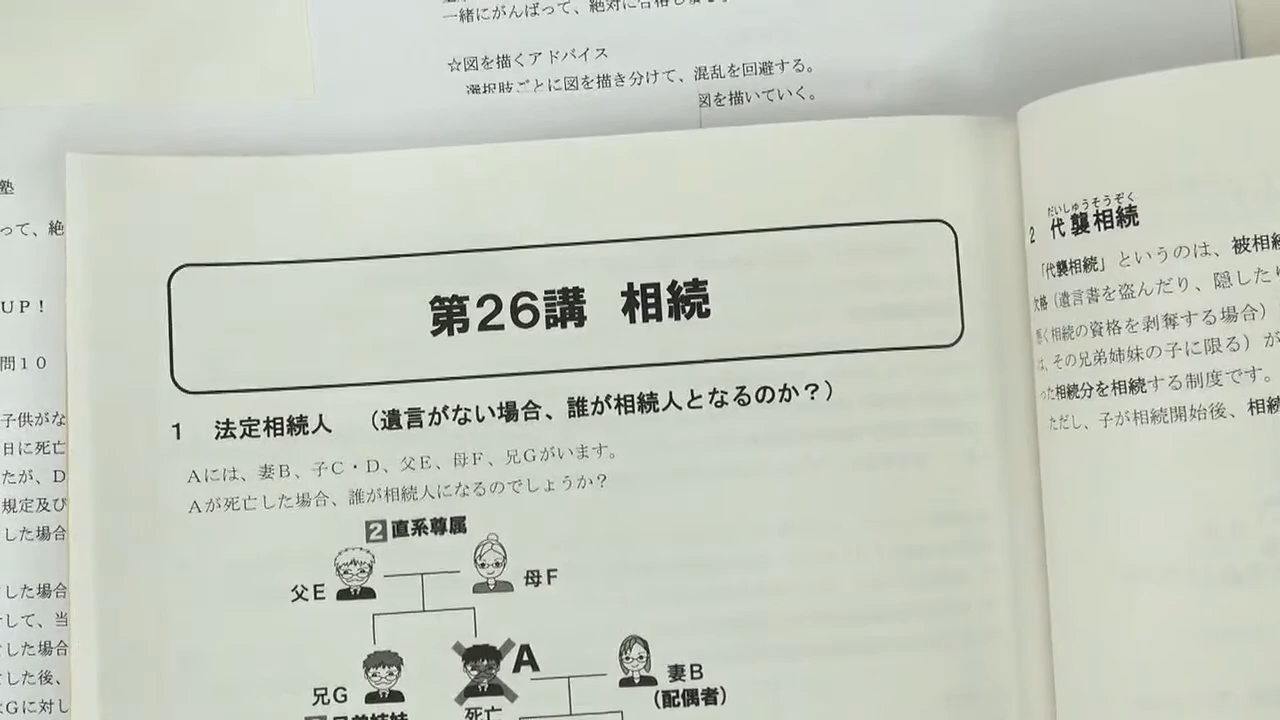 一緒にがんばって、絶対に合格し
☆図を描くアドバイス
選択肢ごとに図を描き分けて、混乱を回避する。
図を描いていく。
塾
って、絶
UP！
問１０
子供がな
日に死亡
たが、Ｄ
規定及び
した場合
した場合
して、当
した場合
した後、
Ｇに対し
第26講 相続
1 法定相続人 （遺言がない場合、誰が相続人となるのか？）
Ａには、妻Ｂ、子Ｃ・Ｄ、父Ｅ、母Ｆ、兄Ｇがいます。
Ａが死亡した場合、誰が相続人になるのでしょうか？
2 直系尊属
父Ｅ
母Ｆ
兄Ｇ
A
妻Ｂ
（配偶者）
兄弟姉妹
死亡
だいしゅうそうぞく
2 代襲相続
「代襲相続」というのは、被相続
欠格（遺言書を盗んだり、隠した
悪く相続の資格を剥奪する場合）
は、その兄弟姉妹の子に限る）が
った相続分を相続する制度です。
ただし、子が相続開始後、相続